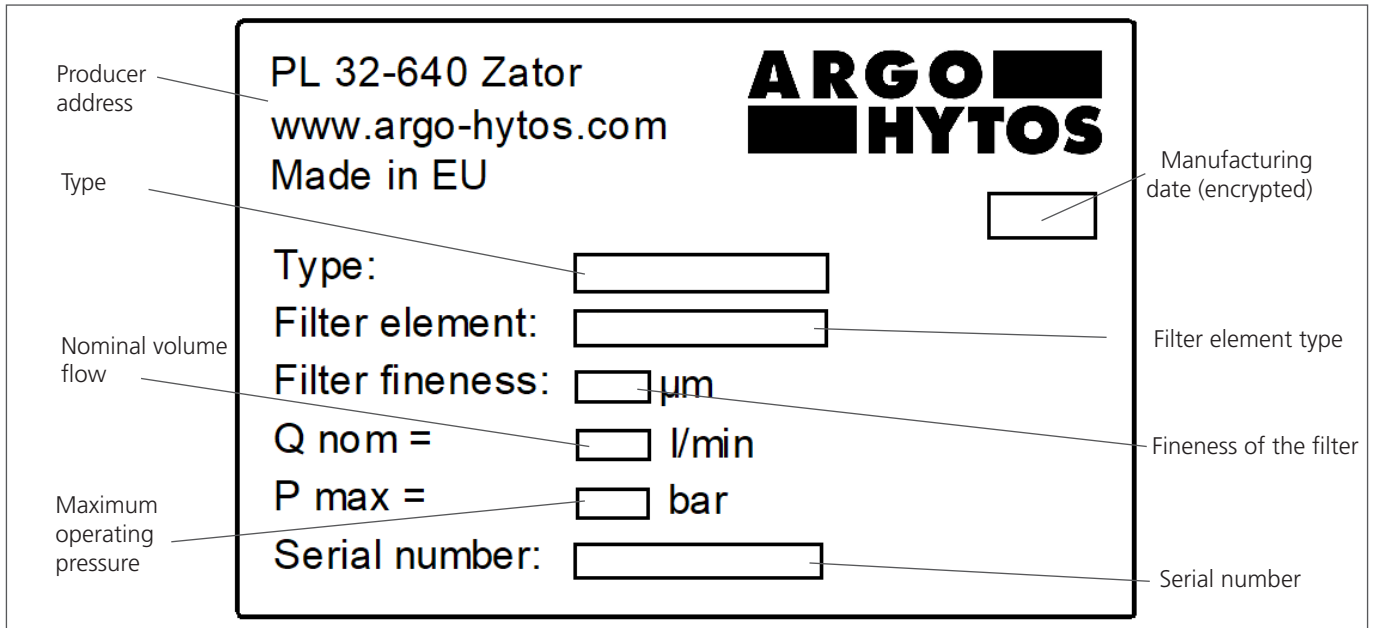 Producer
address
Type
Nominal volume
flow
Maximum
operating
pressure
PL 32-640 Zator
www.argo-hytos.com
Made in EU
ARGO
HYTOS
Type:
Filter element:
Filter fineness: µm
Q nom = l/min
P max = bar
Serial number:
Manufacturing
date (encrypted)
Filter element type
Fineness of the filter
Serial number